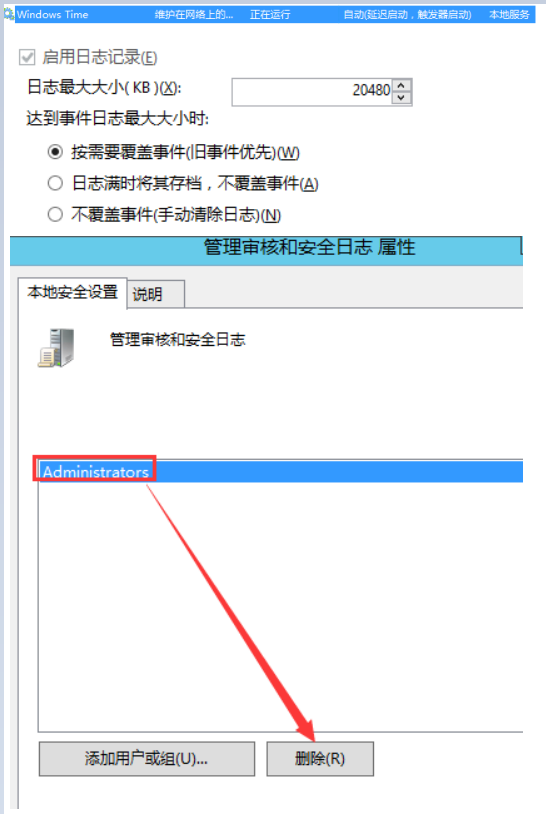 Windows Time 维护在网络上的... 正在运行 自动(延迟启动，触发器启动) 本地服务
启用日志记录(E)
日志最大大小( KB )(X): 20480
达到事件日志最大大小时:
按需要覆盖事件(旧事件优先)(W)
日志满时将其存档，不覆盖事件(A)
不覆盖事件(手动清除日志)(N)
管理审核和安全日志 属性
本地安全设置 说明
管理审核和安全日志
Administrators
添加用户或组(U)... 删除(R)